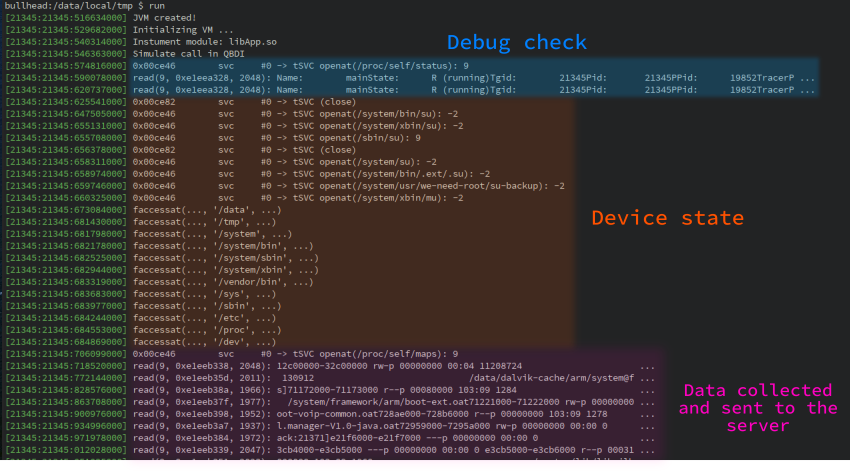 bullhead:/data/local/tmp $ run
[21345:21345:516634000] JVM created!
[21345:21345:529682000] Initializing VM ...
[21345:21345:540314000] Instument module: libApp.so
[21345:21345:546363000] Simulate call in QBDI
Debug check
[21345:21345:574816000] 0x00ce46 svc #0 -> tSVC openat(/proc/self/status): 9
[21345:21345:590078000] read(9, 0xeleea328, 2048): Name: mainState: R (running)Tgid: 21345Pid: 21345PPid: 19852TracerP ...
[21345:21345:620737000] read(9, 0xeleeb338, 2048): Name: mainState: R (running)Tgid: 21345Pid: 21345PPid: 19852TracerP ...
[21345:21345:625541000] 0x00ce82 svc #0 -> tSVC (close)
[21345:21345:647505000] 0x00ce46 svc #0 -> tSVC openat(/system/bin/su): -2
[21345:21345:655131000] 0x00ce46 svc #0 -> tSVC openat(/system/xbin/su): -2
[21345:21345:655708000] 0x00ce46 svc #0 -> tSVC openat(/sbin/su): 9
[21345:21345:656378000] 0x00ce82 svc #0 -> tSVC (close)
[21345:21345:658311000] 0x00ce46 svc #0 -> tSVC openat(/system/su): -2
[21345:21345:658974000] 0x00ce46 svc #0 -> tSVC openat(/system/bin/.ext/.su): -2
[21345:21345:659746000] 0x00ce46 svc #0 -> tSVC openat(/system/usr/we-need-root/su-backup): -2
[21345:21345:660325000] 0x00ce46 svc #0 -> tSVC openat(/system/xbin/mu): -2
[21345:21345:673084000] faccessat(..., '/data', ...)
Device state
[21345:21345:681430000] faccessat(..., '/tmp', ...)
[21345:21345:681798000] faccessat(..., '/system', ...)
[21345:21345:682178000] faccessat(..., '/system/bin', ...)
[21345:21345:682525000] faccessat(..., '/system/sbin', ...)
[21345:21345:682944000] faccessat(..., '/system/xbin', ...)
[21345:21345:683319000] faccessat(..., '/vendor/bin', ...)
[21345:21345:683683000] faccessat(..., '/sys', ...)
[21345:21345:683977000] faccessat(..., '/sbin', ...)
[21345:21345:684244000] faccessat(..., '/etc', ...)
[21345:21345:684553000] faccessat(..., '/proc', ...)
[21345:21345:684869000] faccessat(..., '/dev', ...)
[21345:21345:706099000] 0x00ce46 svc #0 -> tSVC openat(/proc/self/maps): 9
[21345:21345:718520000] read(9, 0xeleeb338, 2048): 12c00000-32c00000 rw-p 00000000 00:04 11208724 ...
[21345:21345:772144000] read(9, 0xeleeb35d, 2011): 130912 /data/dalvik-cache/arm/system@f ...
[21345:21345:828576000] read(9, 0xeleeb38a, 1966): s]71172000-71173000 r--p 00080000 103:09 1284 ...
[21345:21345:863708000] read(9, 0xeleeb37f, 1977): /system/framework/arm/boot-ext.oat71221000-71222000 rw-p 00000000 ...
[21345:21345:900976000] read(9, 0xeleeb398, 1952): oot-voip-common.oat728ae000-728b6000 r--p 00000000 103:09 1278 ...
[21345:21345:934996000] read(9, 0xeleeb3a7, 1937): l.manager-V1.0-java.oat72959000-7295a000 rw-p 00000000 00:00 0 ...
[21345:21345:971978000] read(9, 0xeleeb384, 1972): ack:21371]e21f6000-e21f7000 ---p 00000000 00:00 0 ...
[21345:21345:012028000] read(9, 0xeleeb339, 2047): 3cb4000-e3cb5000 ---p 00000000 00:00 0 e3cb5000-e3cb9000 r--p 00031 ...
Data collected
and sent to the
server